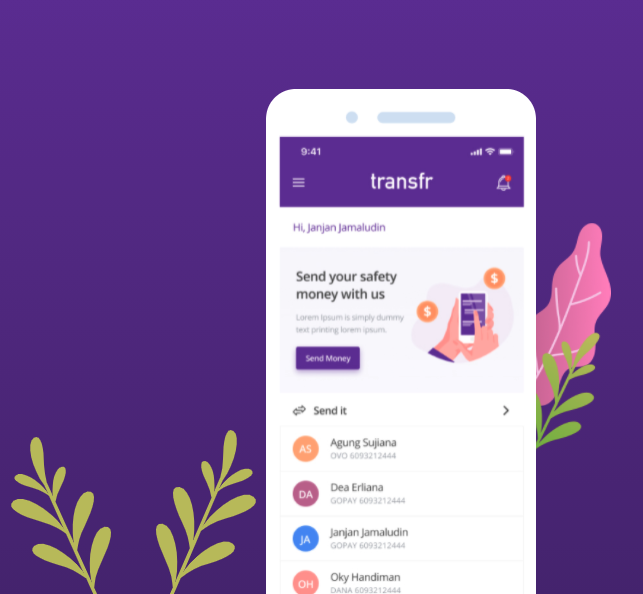 9:41
transfr
Hi, Janjan Jamaludin
Send your safety
money with us
Lorem Ipsum is simply dummy
text printing lorem ipsum.
Send Money
$
$
Send it
AS
Agung Sujiana
OVO 6093212444
DA
Dea Erliana
GOPAY 6093212444
JA
Janjan Jamaludin
GOPAY 6093212444
OH
Oky Handiman
DANA 6093212444